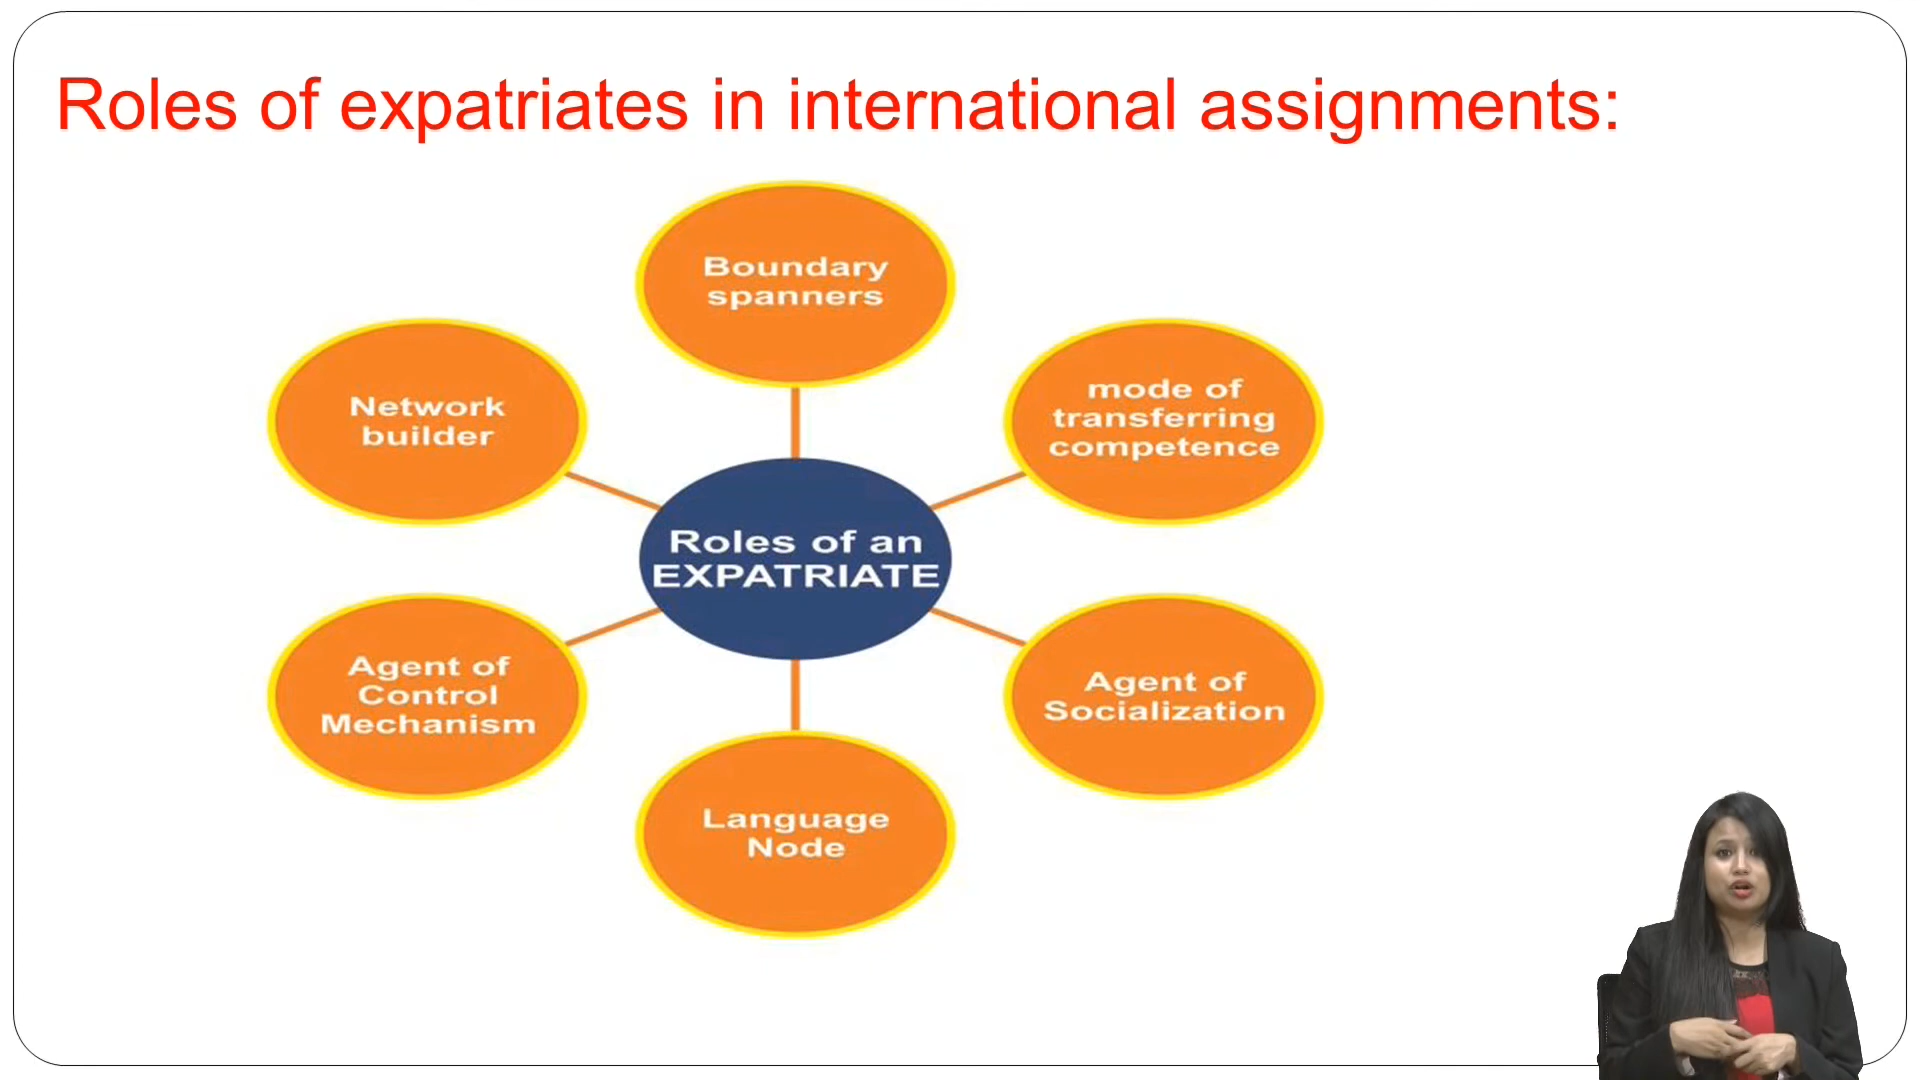 Roles of expatriates in international assignments:
Boundary
spanners
Network
builder
mode of
transferring
competence
Roles of an
EXPATRIATE
Agent of
Control
Mechanism
Agent of
Socialization
Language
Node